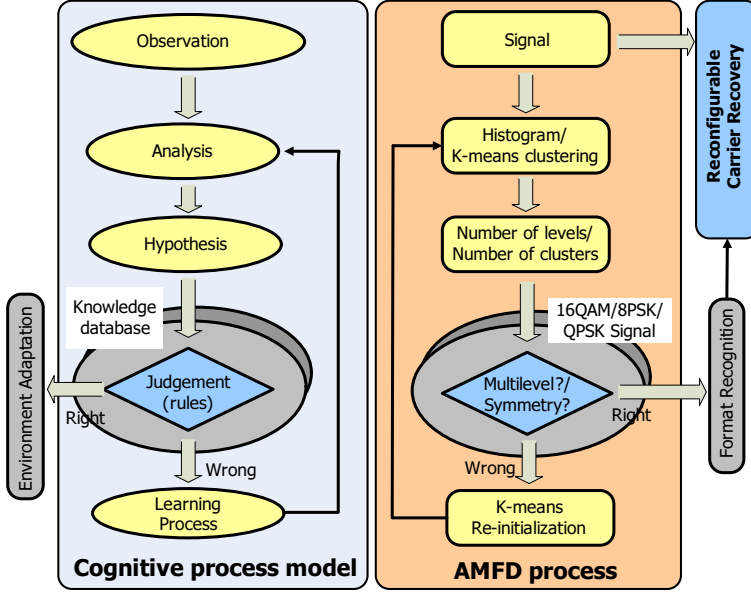 Observation
Analysis
Hypothesis
Knowledge
database
Judgement
(rules)
Right
Wrong
Learning
Process
Environment Adaptation
Cognitive process model
Signal
Histogram/
K-means clustering
Number of levels/
Number of clusters
16QAM/8PSK/
QPSK Signal
Multilevel?/
Symmetry?
Right
Wrong
K-means
Re-initialization
AMFD process
Reconfigurable
Carrier Recovery
Format Recognition